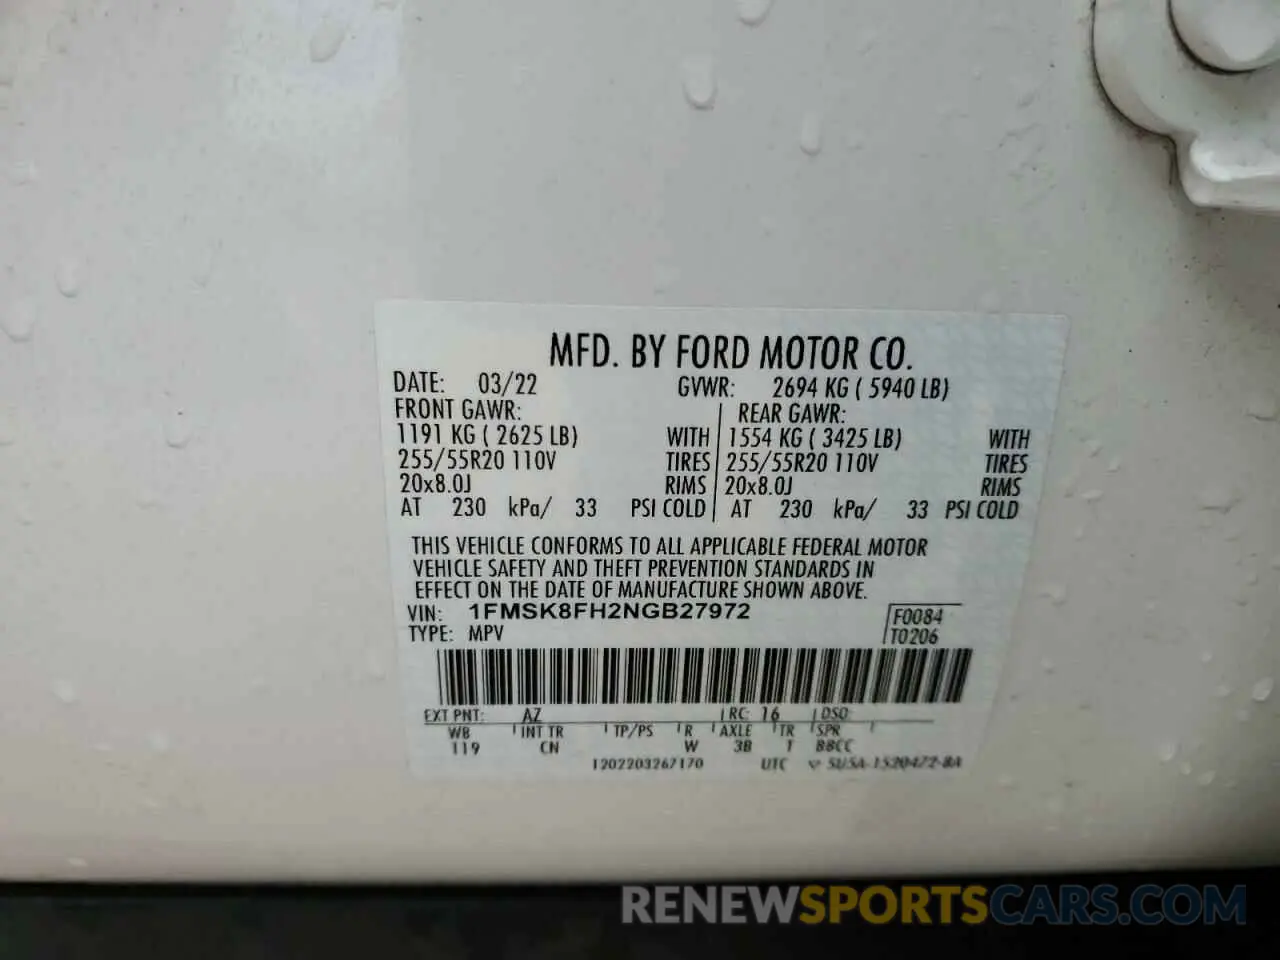 MFD. BY FORD MOTOR CO.
DATE: 03/22 GVWR: 2694 KG ( 5940 LB)
FRONT GAWR: REAR GAWR:
1191 KG ( 2625 LB) WITH 1554 KG ( 3425 LB) WITH
255/55R20 110V TIRES 255/55R20 110V TIRES
20x8.0J RIMS 20x8.0J RIMS
AT 230 kPa/ 33 PSI COLD AT 230 kPa/ 33 PSI COLD
THIS VEHICLE CONFORMS TO ALL APPLICABLE FEDERAL MOTOR
VEHICLE SAFETY AND THEFT PREVENTION STANDARDS IN
EFFECT ON THE DATE OF MANUFACTURE SHOWN ABOVE.
VIN: 1FMSK8FH2NGB27972 F0084
TYPE: MPV T0206
EXT PNT: AZ RC: 16 DSO:
WB INT TR TP/PS R AXLE TR SPR
119 CN W 3B T 88CC
1202203267170 UTC
RENEWSPORTSCARS.COM